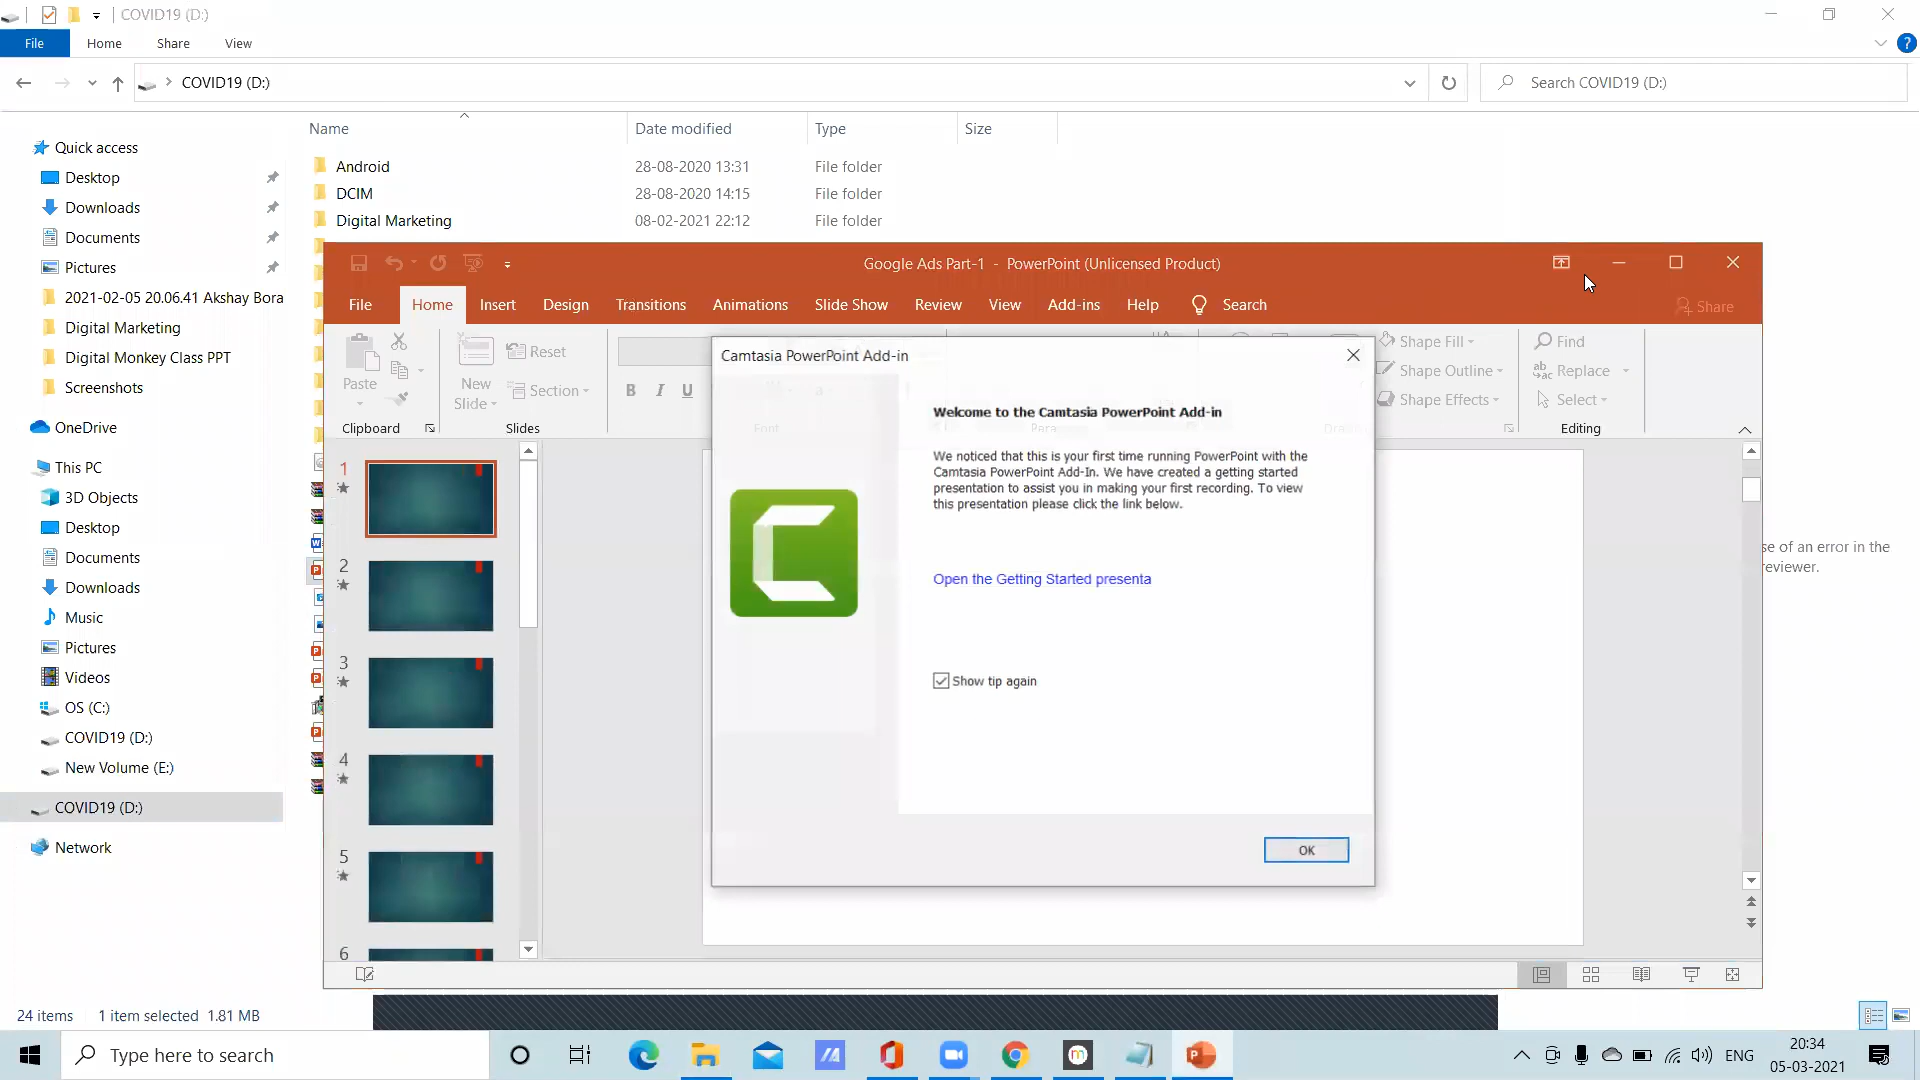 COVID19 (D:)
File Home Share View
COVID19 (D:)
Search COVID19 (D:)
Name Date modified Type Size
Quick access
Desktop
Downloads
Documents
Pictures
2021-02-05 20.06.41 Akshay Bora
Digital Marketing
Digital Monkey Class PPT
Screenshots
OneDrive
This PC
3D Objects
Desktop
Documents
Downloads
Music
Pictures
Videos
OS (C:)
COVID19 (D:)
New Volume (E:)
COVID19 (D:)
Network
Android 28-08-2020 13:31 File folder
DCIM 28-08-2020 14:15 File folder
Digital Marketing 08-02-2021 22:12 File folder
Google Ads Part-1 - PowerPoint (Unlicensed Product)
File Home Insert Design Transitions Animations Slide Show Review View Add-ins Help Search
Share
Paste
Clipboard
New
Slide
Reset
Section
Slides
B I U
Font
Para
Shape Fill
Shape Outline
Shape Effects
Find
Replace
Select
Editing
1
2
3
4
5
6
Camtasia PowerPoint Add-in
Welcome to the Camtasia PowerPoint Add-in
We noticed that this is your first time running PowerPoint with the
Camtasia PowerPoint Add-In. We have created a getting started
presentation to assist you in making your first recording. To view
this presentation please click the link below.
Open the Getting Started presenta
Show tip again
OK
se of an error in the
reviewer.
24 items 1 item selected 1.81 MB
Type here to search
ENG
20:34
05-03-2021